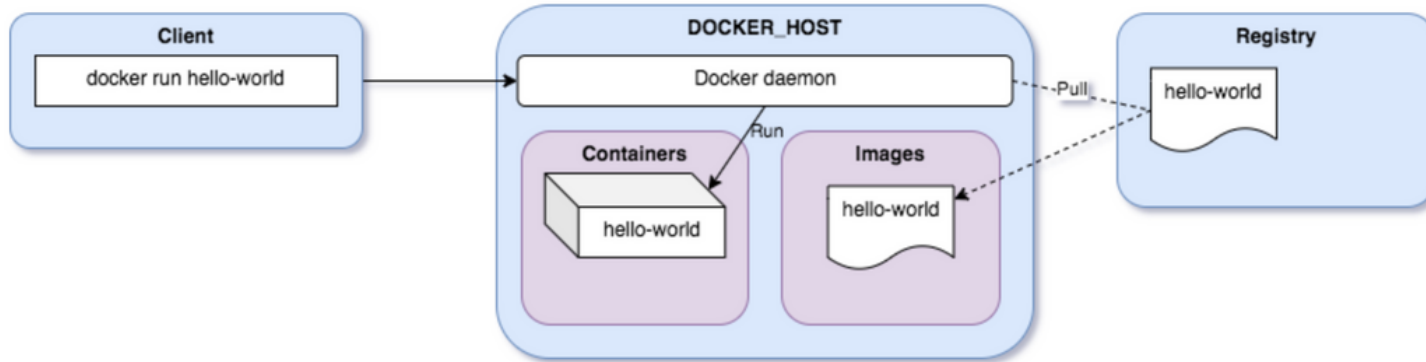 Client
docker run hello-world
DOCKER_HOST
Docker daemon
Run
Containers
hello-world
Images
hello-world
Pull
Registry
hello-world